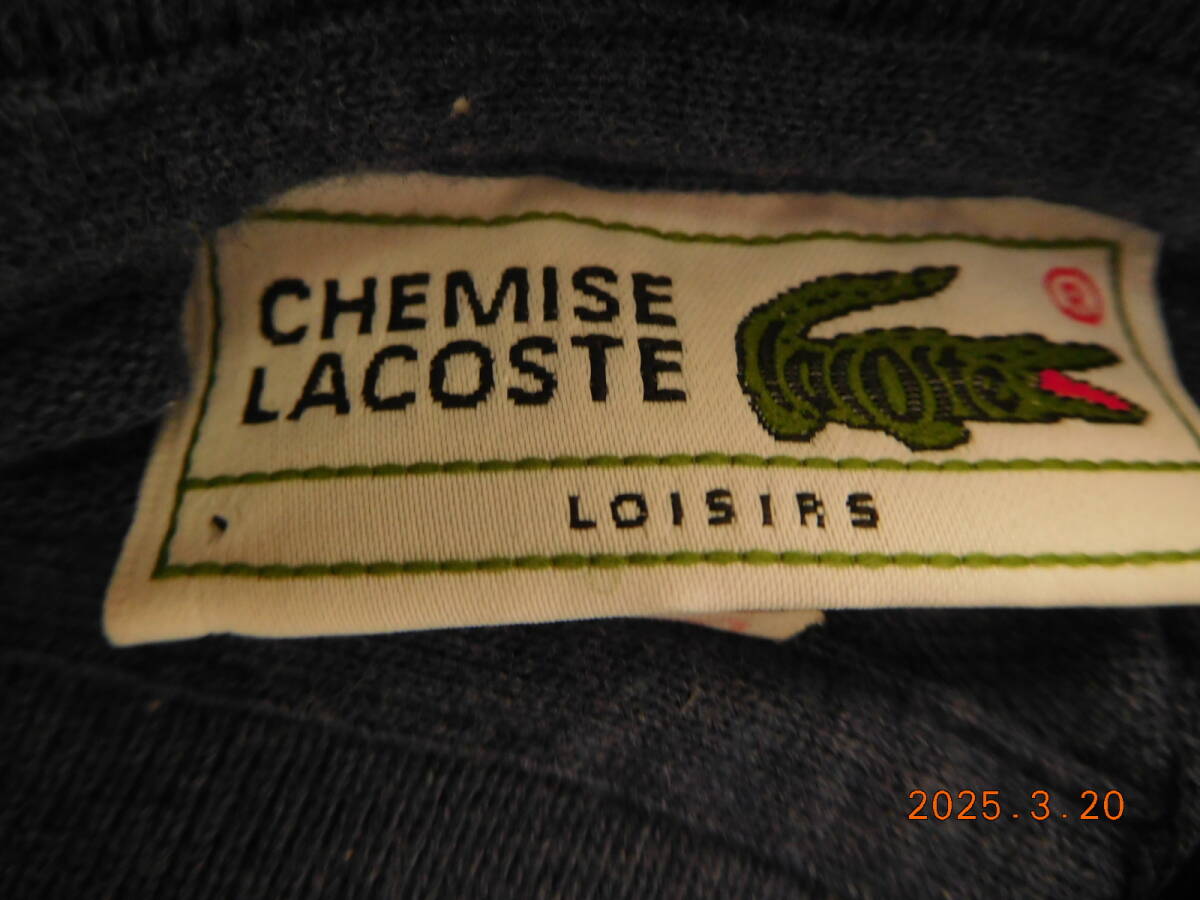 CHEMISE
LACOSTE
®
LOISIRS
2025.3.20